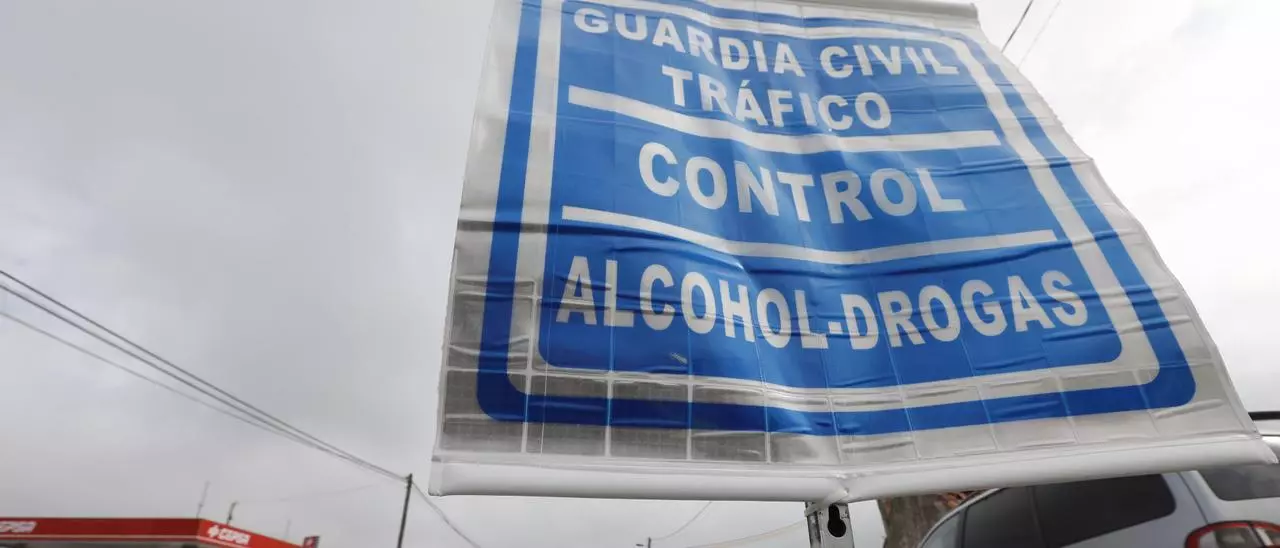 GUARDIA CIVIL
TRÁFICO
CONTROL
ALCOHOL-DROGAS
CEPSA
CEPSA